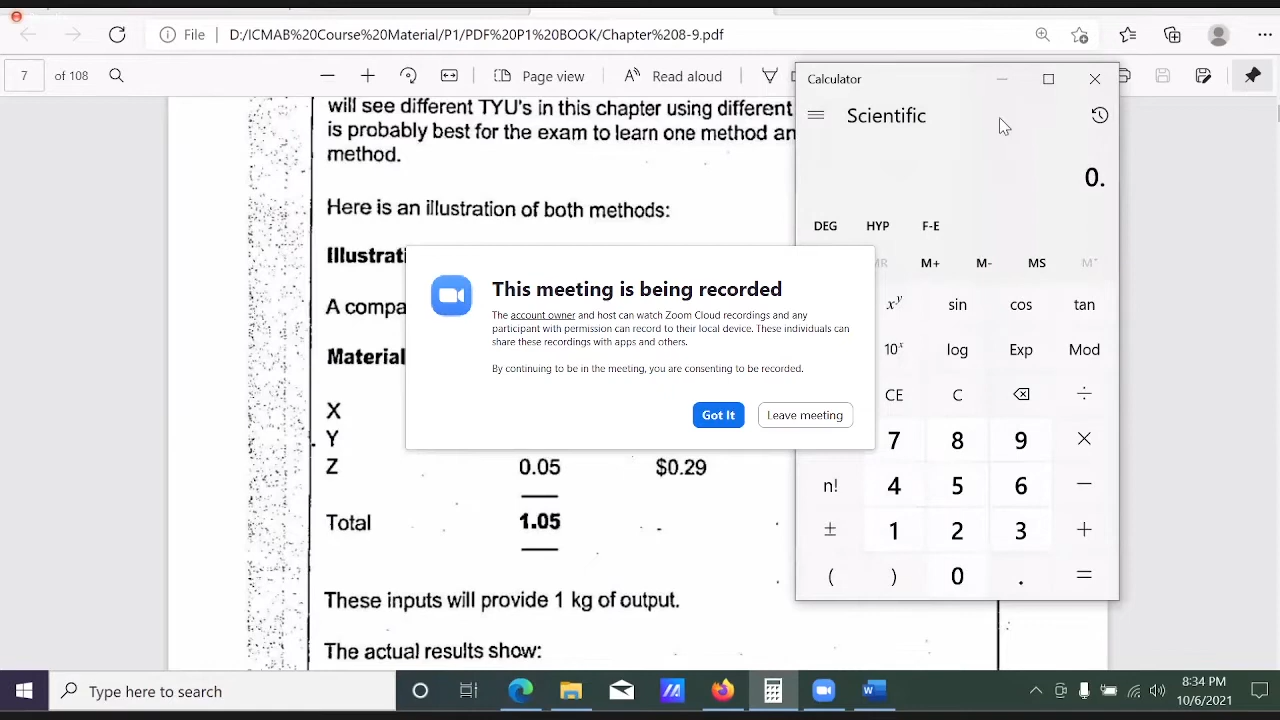 File
D:/ICMAB%20Course%20Material/P1/PDF%20P1%20BOOK/Chapter%208-9.pdf
7 of 108
Page view
Read aloud
will see different TYU's in this chapter using different
is probably best for the exam to learn one method an
method.
Here is an illustration of both methods:
Illustrati
A compa
Material
X
Y
Z 0.05 $0.29
Total 1.05
These inputs will provide 1 kg of output.
The actual results show:
This meeting is being recorded
The account owner and host can watch Zoom Cloud recordings and any
participant with permission can record to their local device. These individuals can
share these recordings with apps and others.
By continuing to be in the meeting, you are consenting to be recorded.
Got It
Leave meeting
Calculator
Scientific
0.
DEG HYP F-E
MR M+ M- MS M˅
xʸ sin cos tan
10ˣ log Exp Mod
CE C ⌫ ÷
7 8 9 ×
n! 4 5 6 −
± 1 2 3 +
( ) 0 . =
Type here to search
8:34 PM
10/6/2021